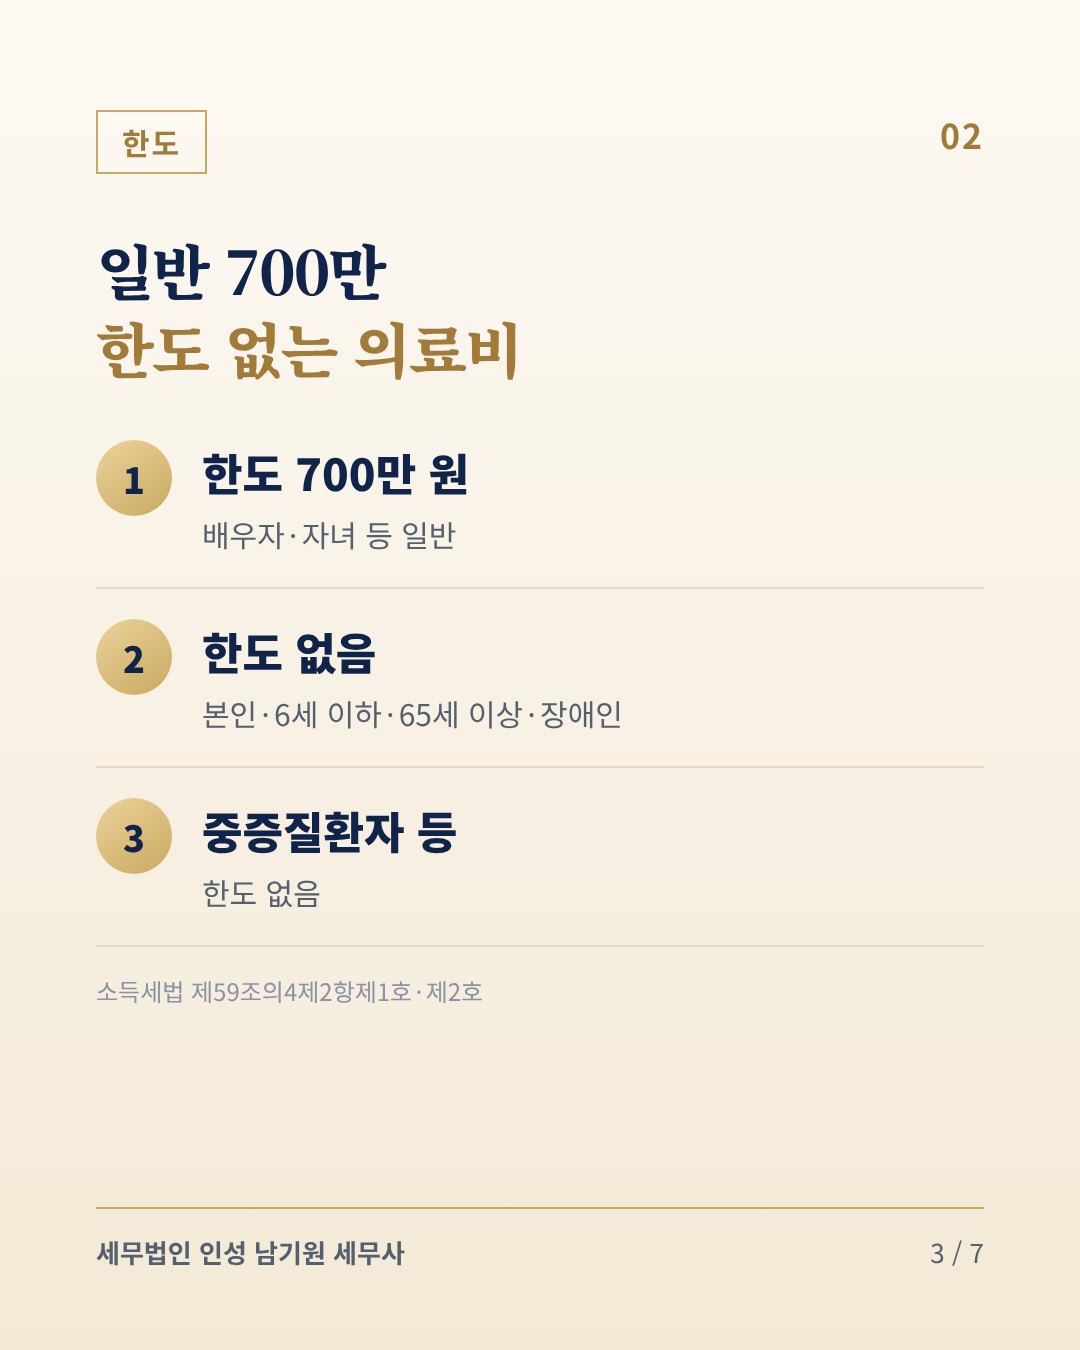 한도
02
일반 700만
한도 없는 의료비
1
한도 700만 원
배우자·자녀 등 일반
2
한도 없음
본인·6세 이하·65세 이상·장애인
3
중증질환자 등
한도 없음
소득세법 제59조의4제2항제1호·제2호
세무법인 인성 남기원 세무사
3 / 7